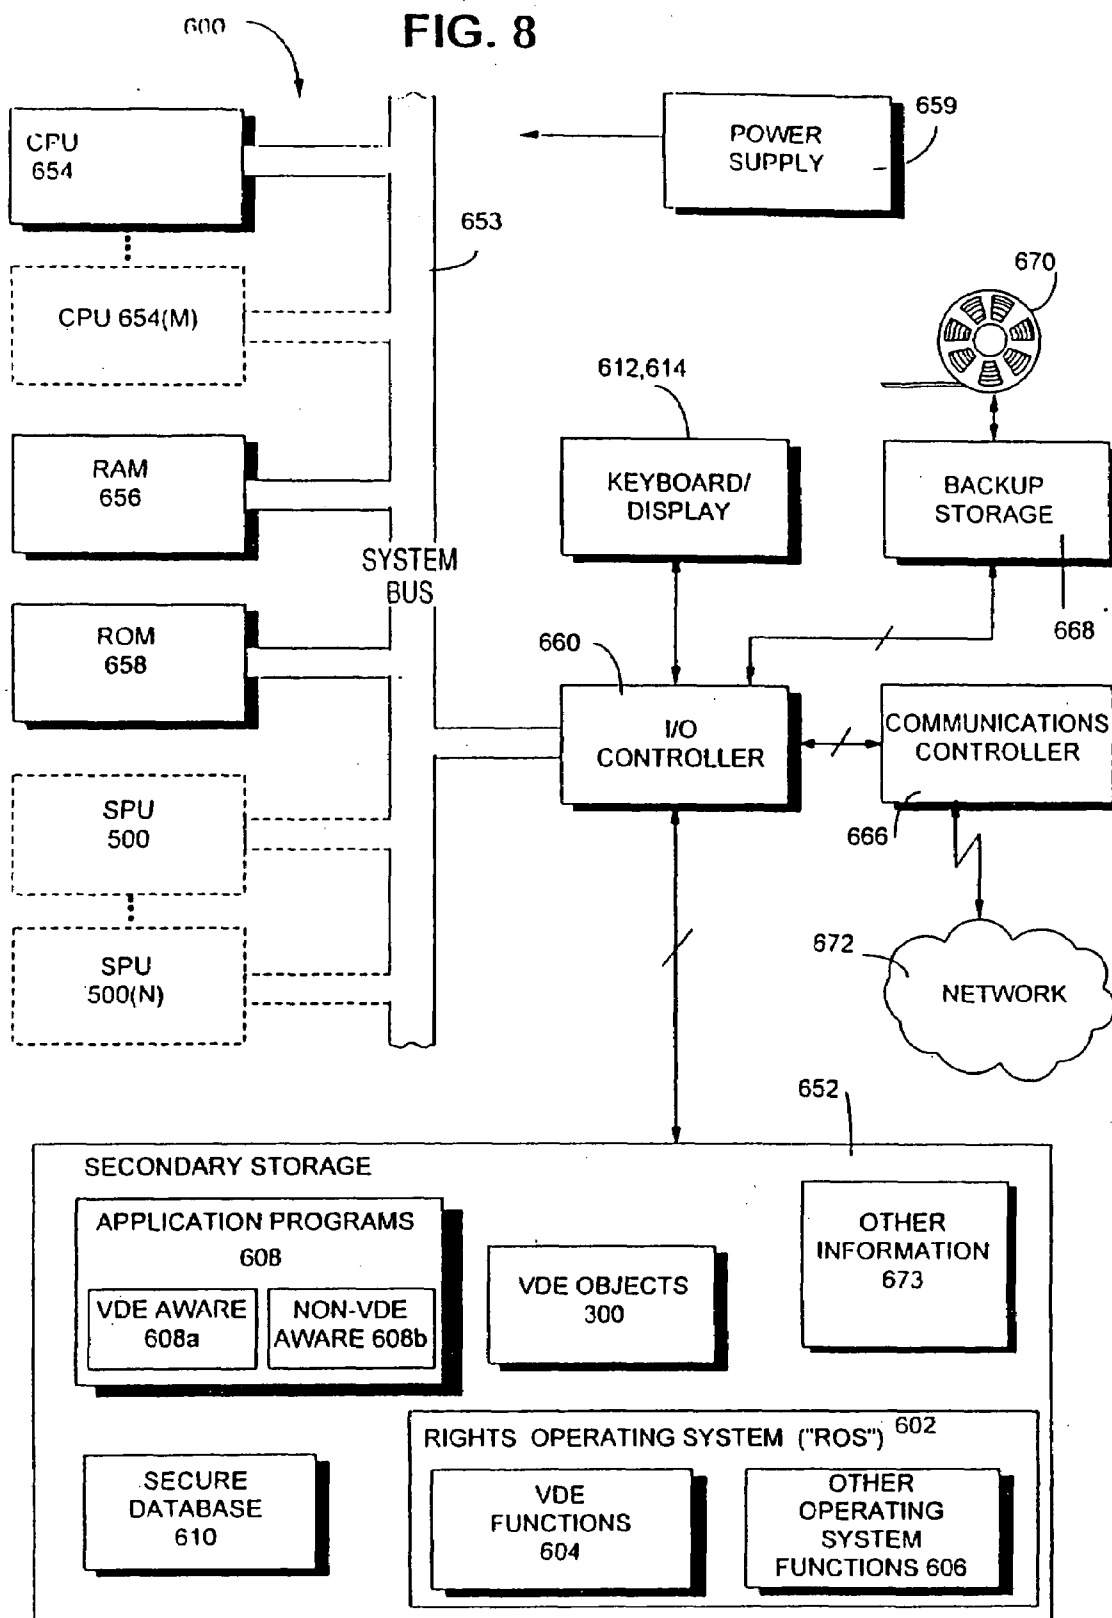 600
FIG. 8
CPU
654
POWER
SUPPLY
659
653
CPU 654(M)
670
612,614
RAM
656
KEYBOARD/
DISPLAY
BACKUP
STORAGE
SYSTEM
BUS
668
ROM
658
660
I/O
CONTROLLER
COMMUNICATIONS
CONTROLLER
SPU
500
666
SPU
500(N)
672
NETWORK
652
SECONDARY STORAGE
APPLICATION PROGRAMS
608
VDE AWARE
608a
NON-VDE
AWARE 608b
VDE OBJECTS
300
OTHER
INFORMATION
673
RIGHTS OPERATING SYSTEM ("ROS") 602
SECURE
DATABASE
610
VDE
FUNCTIONS
604
OTHER
OPERATING
SYSTEM
FUNCTIONS 606